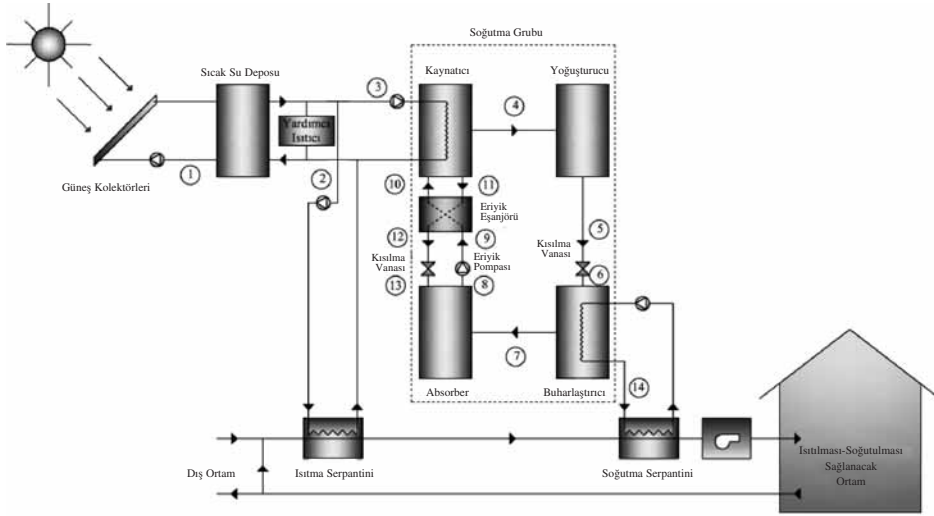 Soğutma Grubu
Sıcak Su Deposu
Kaynatıcı
Yoğuşturucu
3
4
Yardımcı
Isıtıcı
1
2
Güneş Kolektörleri
10
11
Eriyik
Eşanjörü
12
9
5
Kısılma
Vanası
Eriyik
Pompası
Kısılma
Vanası
13
8
6
7
14
Absorber
Buharlaştırıcı
Dış Ortam
Isıtma Serpantini
Soğutma Serpantini
Isıtılması-Soğutulması
Sağlanacak
Ortam